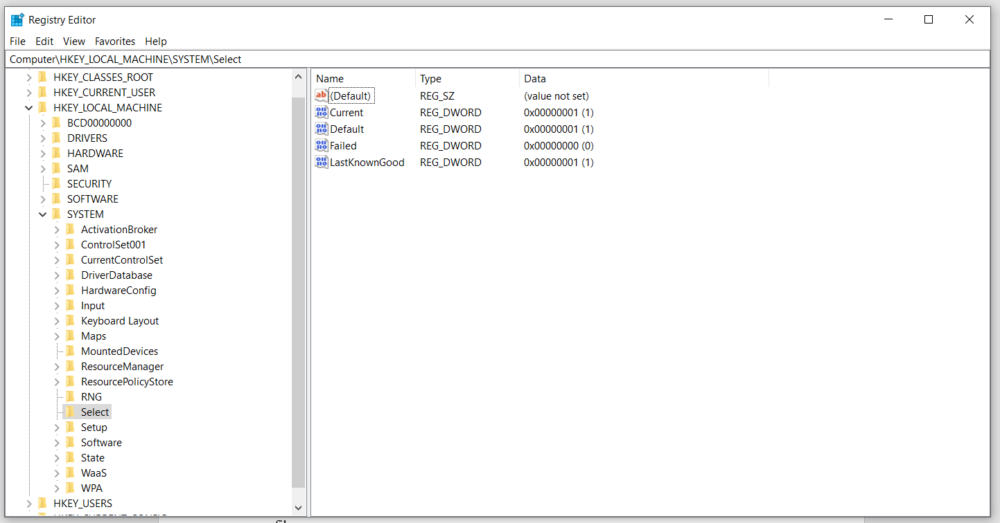 Registry Editor
File Edit View Favorites Help
Computer\HKEY_LOCAL_MACHINE\SYSTEM\Select
HKEY_CLASSES_ROOT
HKEY_CURRENT_USER
HKEY_LOCAL_MACHINE
BCD00000000
DRIVERS
HARDWARE
SAM
SECURITY
SOFTWARE
SYSTEM
ActivationBroker
ControlSet001
CurrentControlSet
DriverDatabase
HardwareConfig
Input
Keyboard Layout
Maps
MountedDevices
ResourceManager
ResourcePolicyStore
RNG
Select
Setup
Software
State
WaaS
WPA
HKEY_USERS
Name Type Data
(Default) REG_SZ (value not set)
Current REG_DWORD 0x00000001 (1)
Default REG_DWORD 0x00000001 (1)
Failed REG_DWORD 0x00000000 (0)
LastKnownGood REG_DWORD 0x00000001 (1)